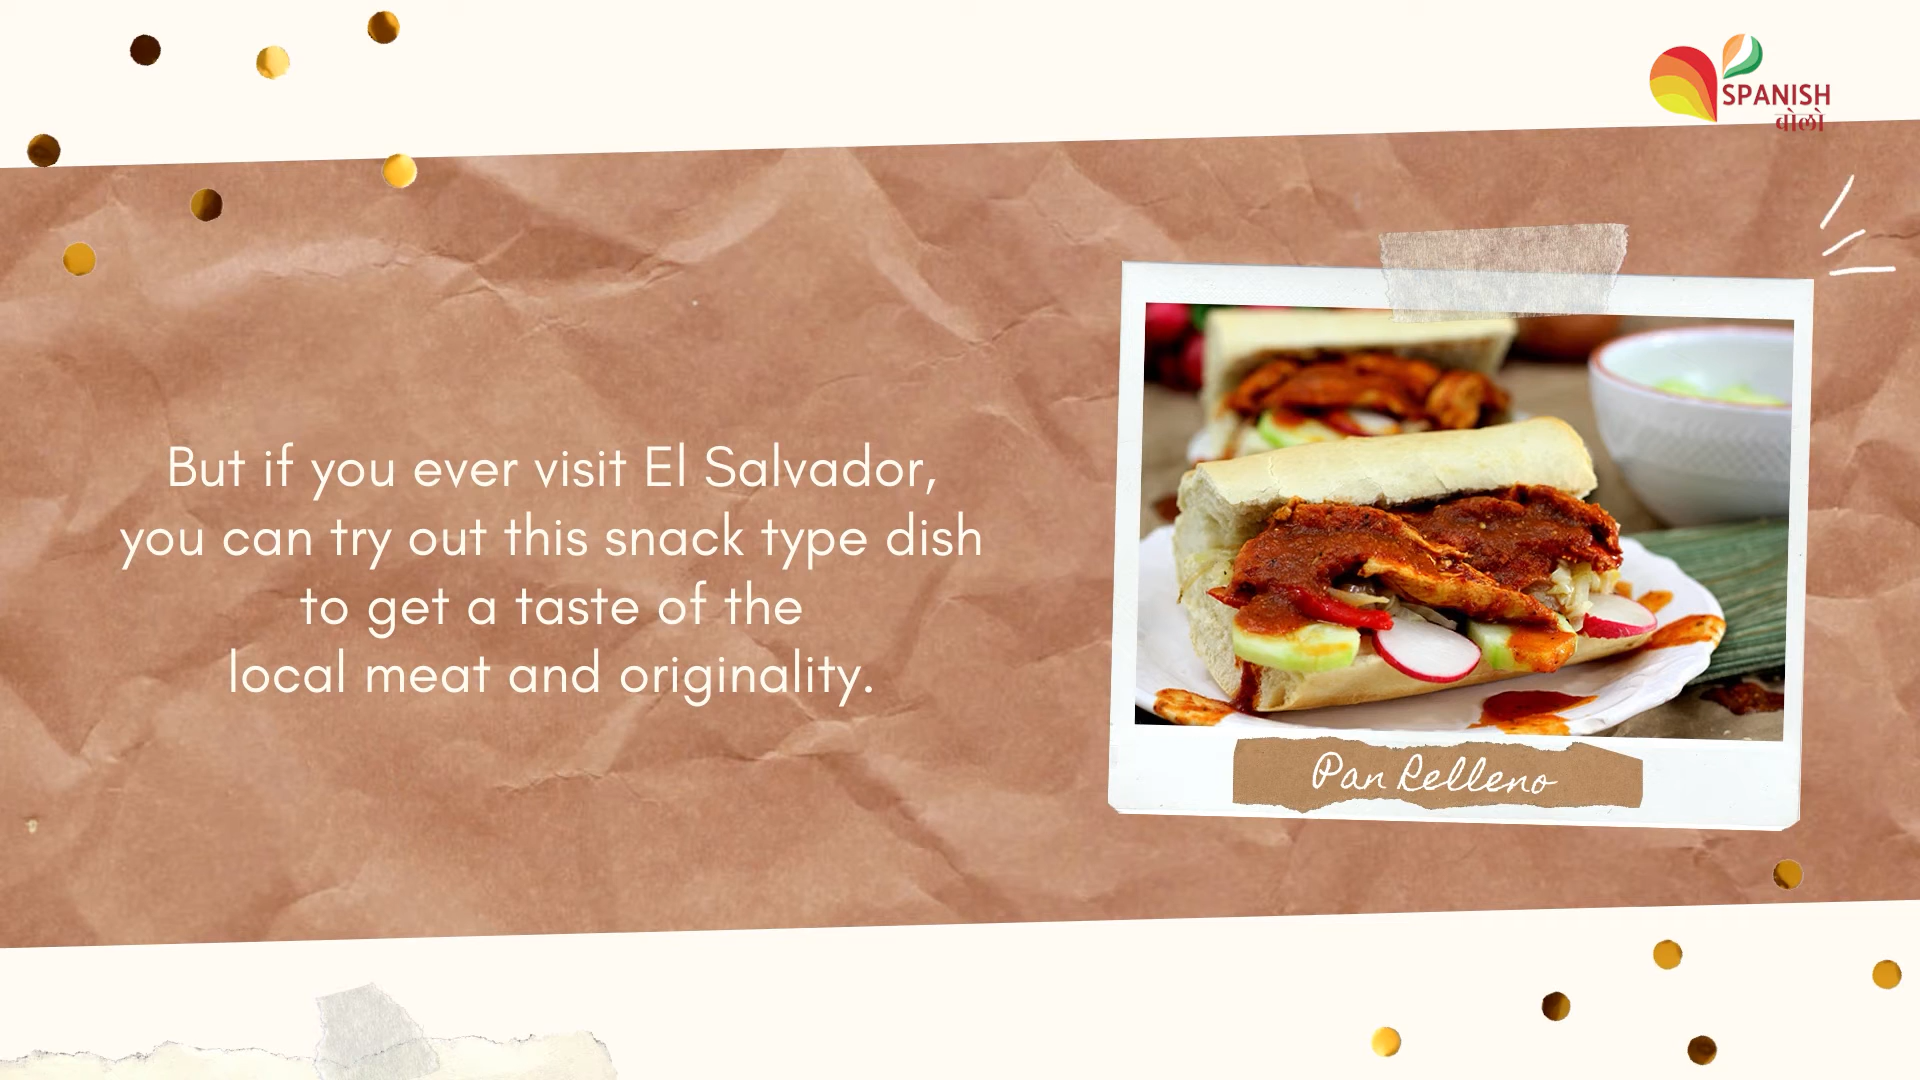 SPANISH
बोलो
But if you ever visit El Salvador,
you can try out this snack type dish
to get a taste of the
local meat and originality.
Pan Relleno